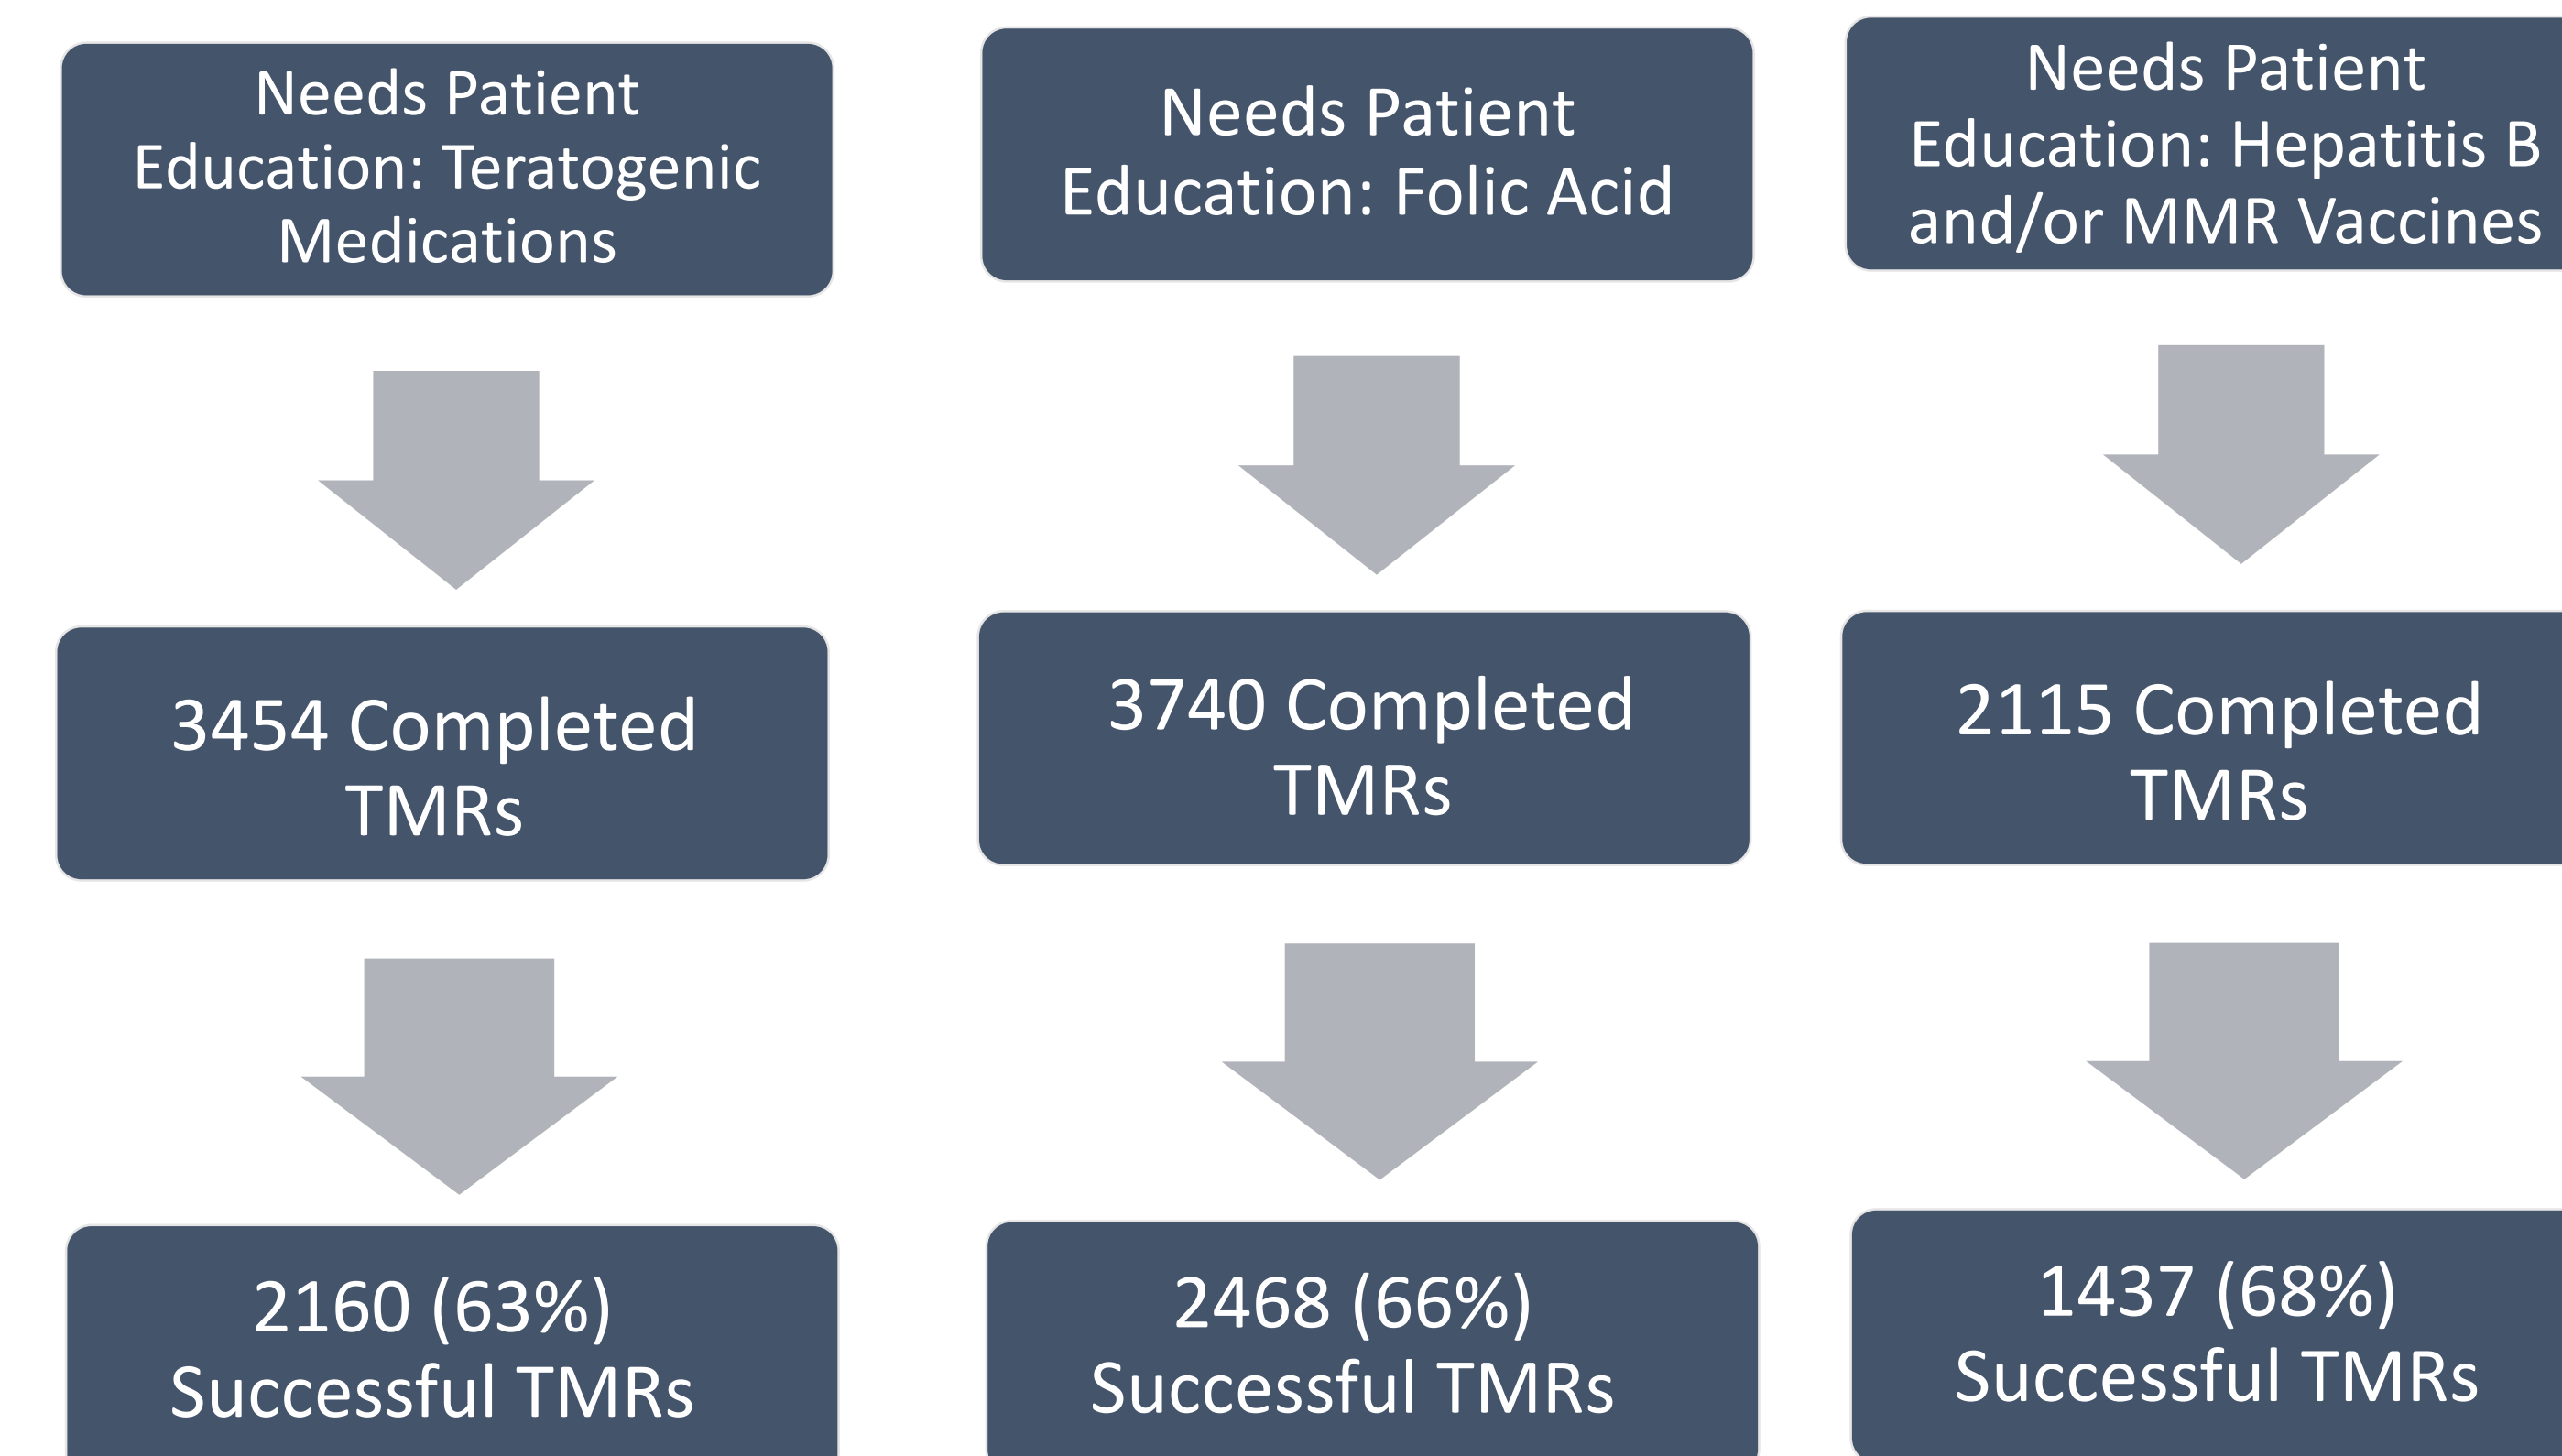 Needs Patient
Education: Teratogenic
Medications
Needs Patient
Education: Folic Acid
Needs Patient
Education: Hepatitis B
and/or MMR Vaccines
3454 Completed
TMRs
3740 Completed
TMRs
2115 Completed
TMRs
2160 (63%)
Successful TMRs
2468 (66%)
Successful TMRs
1437 (68%)
Successful TMRs